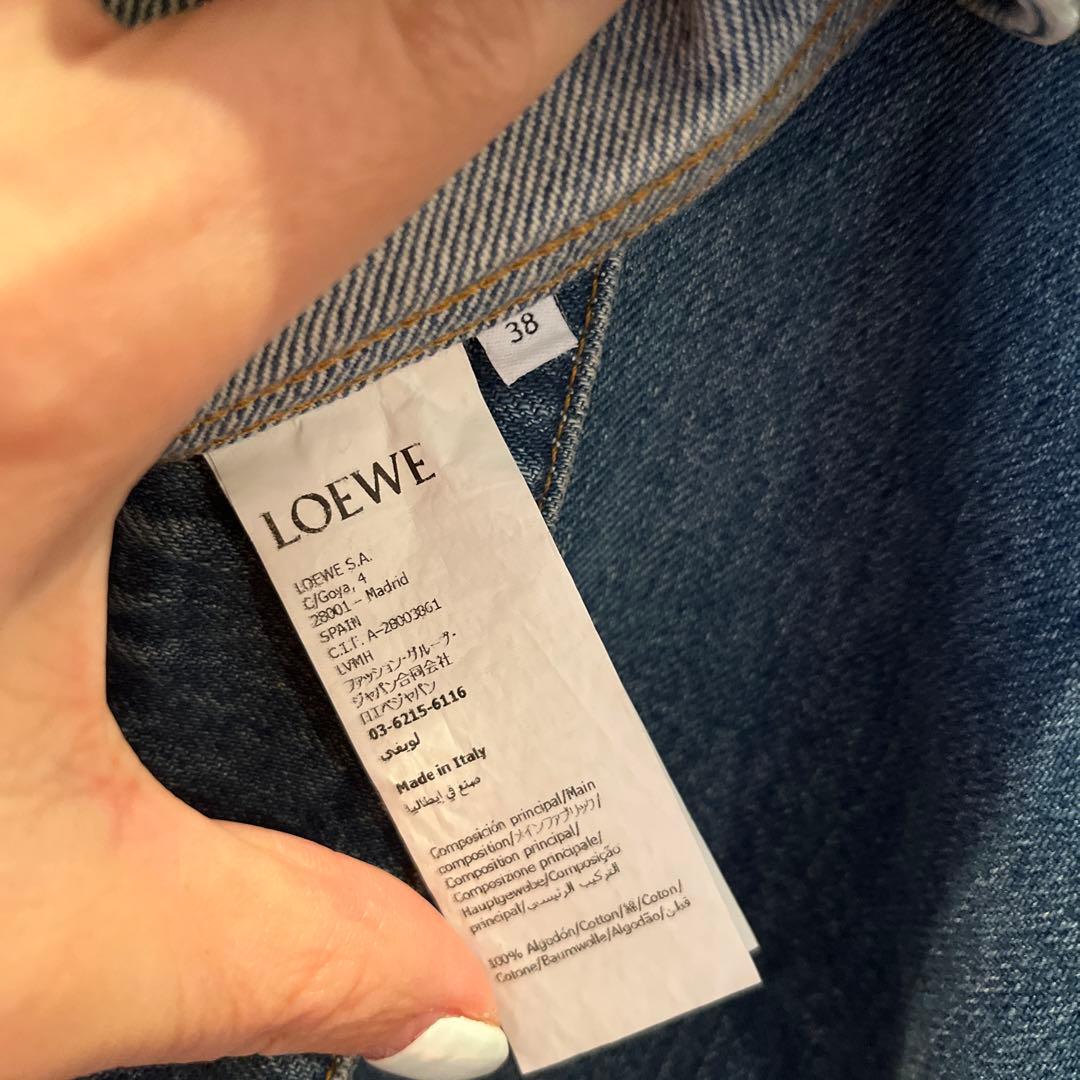 38
LOEWE
LOEWE S.A.
C/Goya, 4
28001 – Madrid
SPAIN
C.I.F. A-28003861
LVMH
ファッション・グループ・
ジャパン合同会社
ロエベジャパン
03-6215-6116
لويفي
Made in Italy
صنع في إيطاليا
Composición principal/Main
composition/メインファブリック/
Composition principal/
Composizione principale/
Hauptgewebe/Composição
principal/التركيب الرئيسي
100% Algodón/Cotton/綿/Coton/
Cotone/Baumwolle/Algodão/قطن